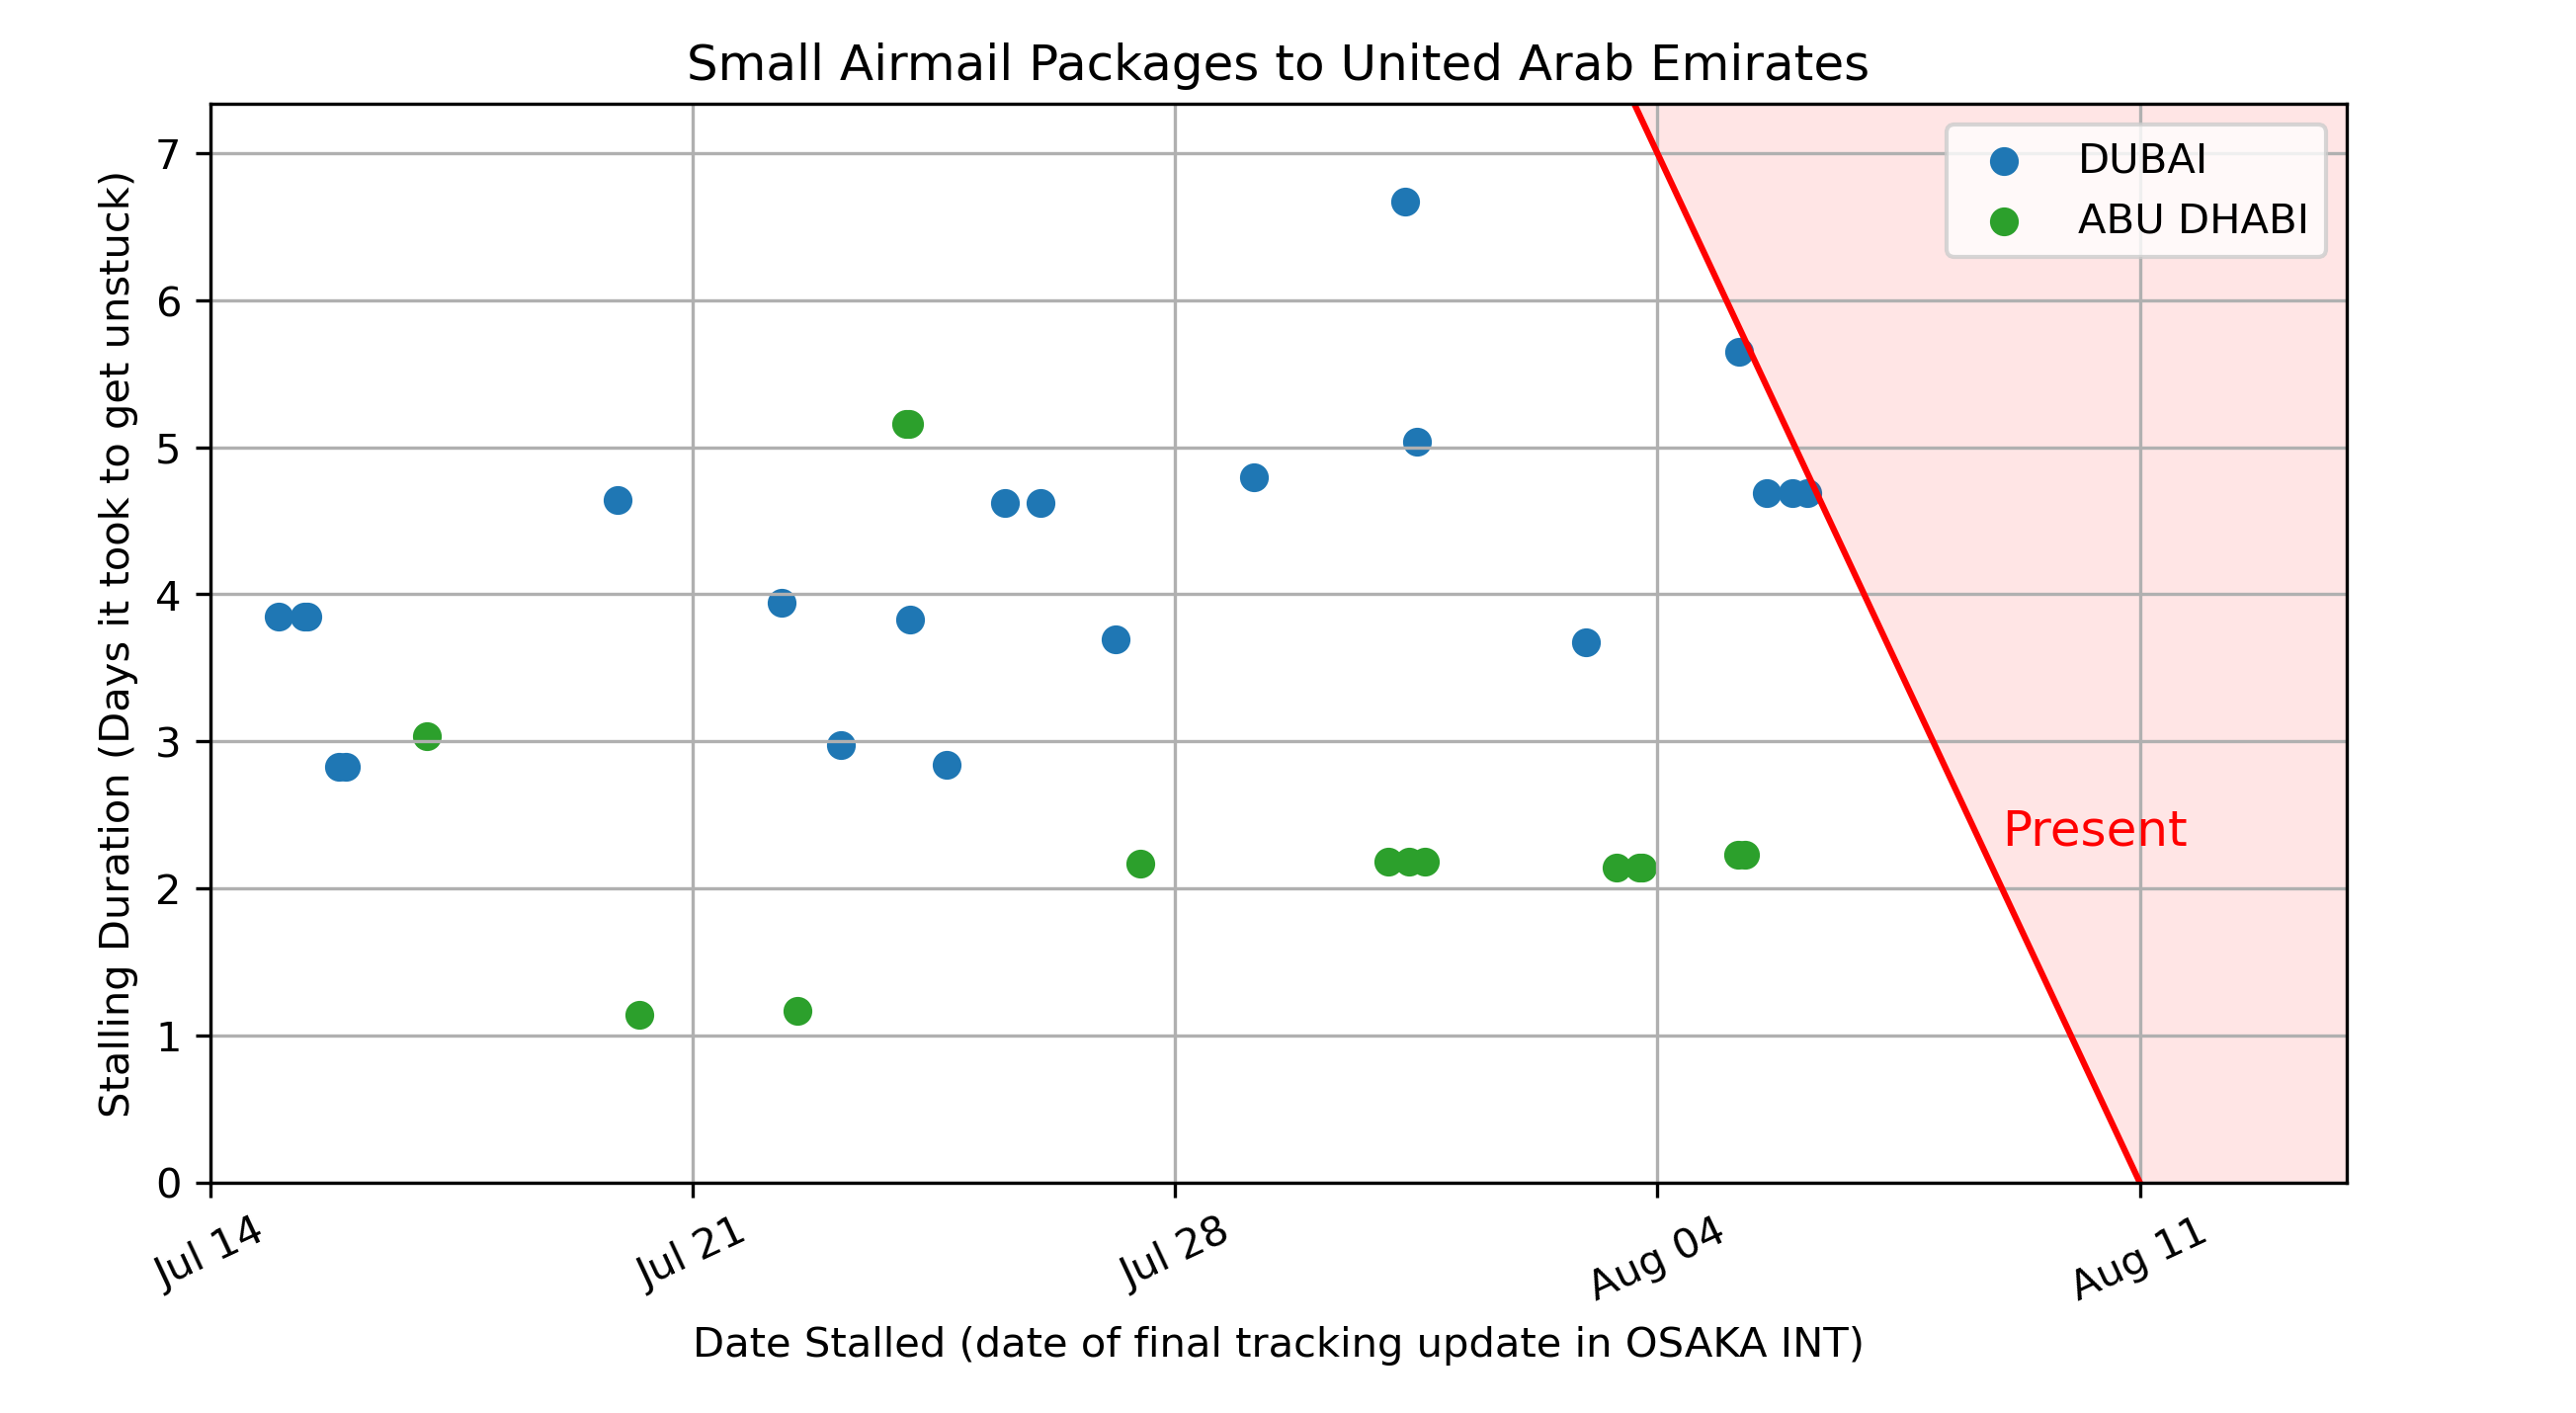 Small Airmail Packages to United Arab Emirates
Stalling Duration (Days it took to get unstuck)
7
6
5
4
3
2
1
0
DUBAI
ABU DHABI
Present
Jul 14
Jul 21
Jul 28
Aug 04
Aug 11
Date Stalled (date of final tracking update in OSAKA INT)